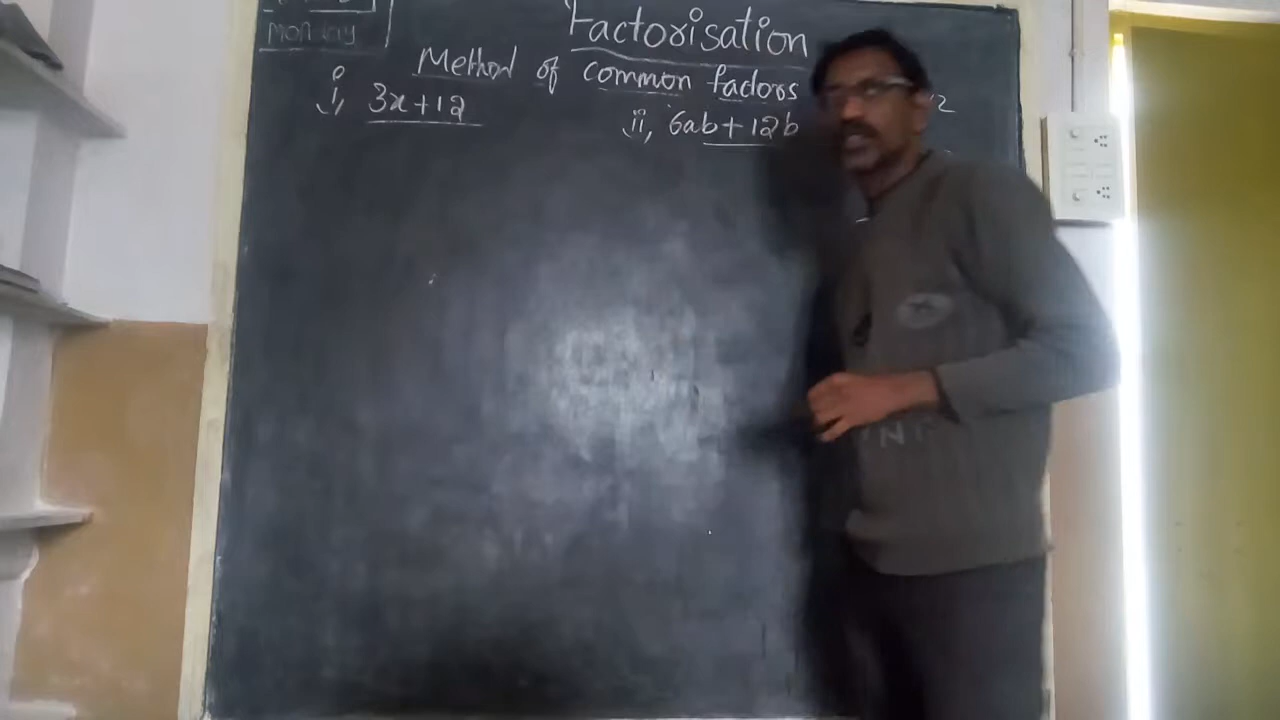 Monday
Factorisation
Method of common factors
i, 3x+12
ii, 6ab+12b